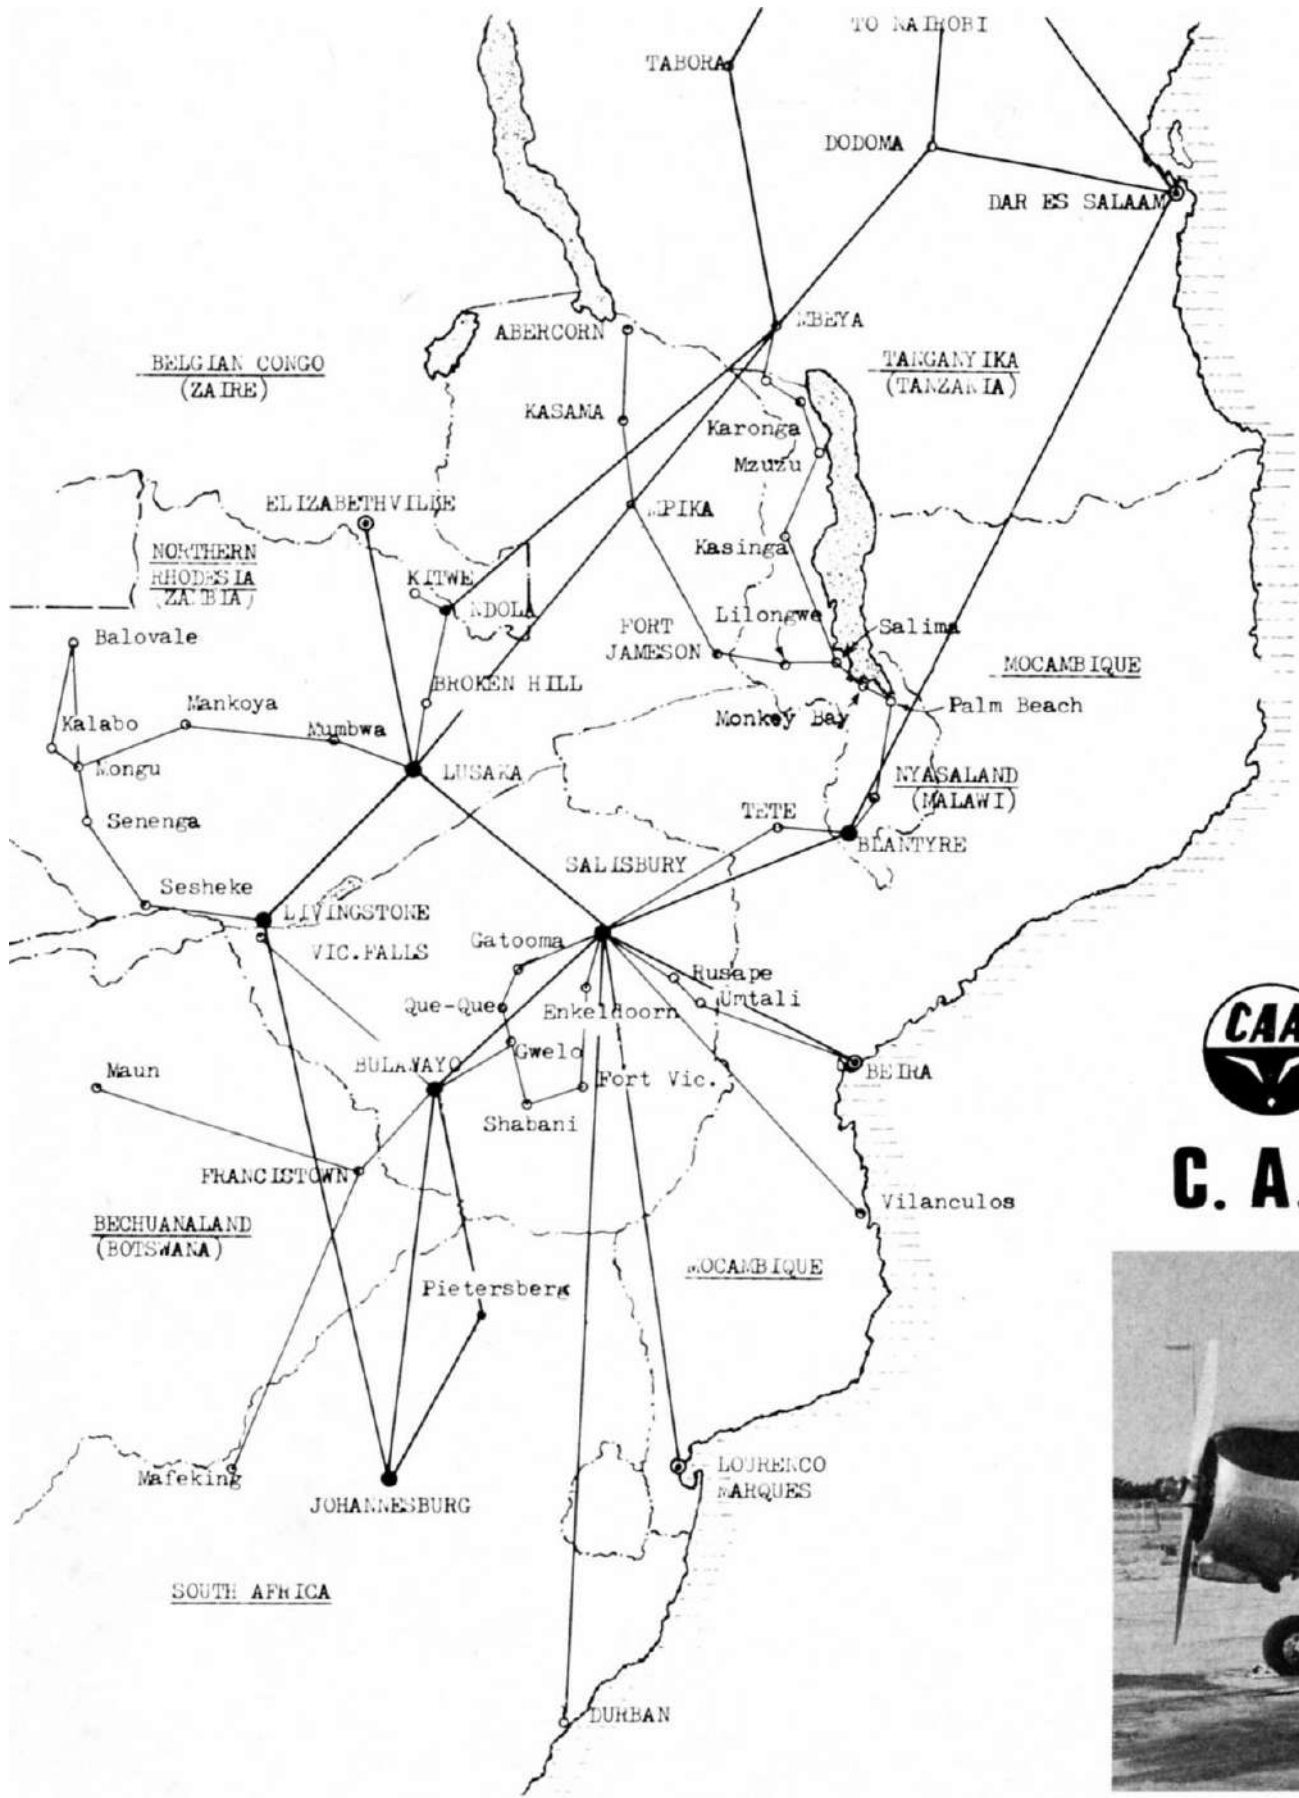 TO NAIROBI
TABORA
DODOMA
DAR ES SALAAM
ABERCORN
MBEYA
BELGIAN CONGO
(ZAIRE)
TANGANYIKA
(TANZANIA)
KASAMA
Karonga
Mzuzu
ELIZABETHVILLE
MPIKA
Kasinga
NORTHERN
RHODESIA
(ZAMBIA)
KITWE
NDOLA
Lilongwe
Salima
FORT
JAMESON
Balovale
MOCAMBIQUE
BROKEN HILL
Mankoya
Kalabo
Mumbwa
Monkey Bay
Palm Beach
Mongu
LUSAKA
NYASALAND
(MALAWI)
Senenga
TETE
BLANTYRE
SALISBURY
Sesheke
LIVINGSTONE
VIC.FALLS
Gatooma
Rusape
Umtali
Que-Que
Enkeldoorn
CAA
Gwelo
BULAWAYO
Maun
Fort Vic.
BEIRA
Shabani
C. A.
FRANCISTOWN
Vilanculos
BECHUANALAND
(BOTSWANA)
MOCAMBIQUE
Pietersberg
Mafeking
LOURENCO
MARQUES
JOHANNESBURG
SOUTH AFRICA
DURBAN